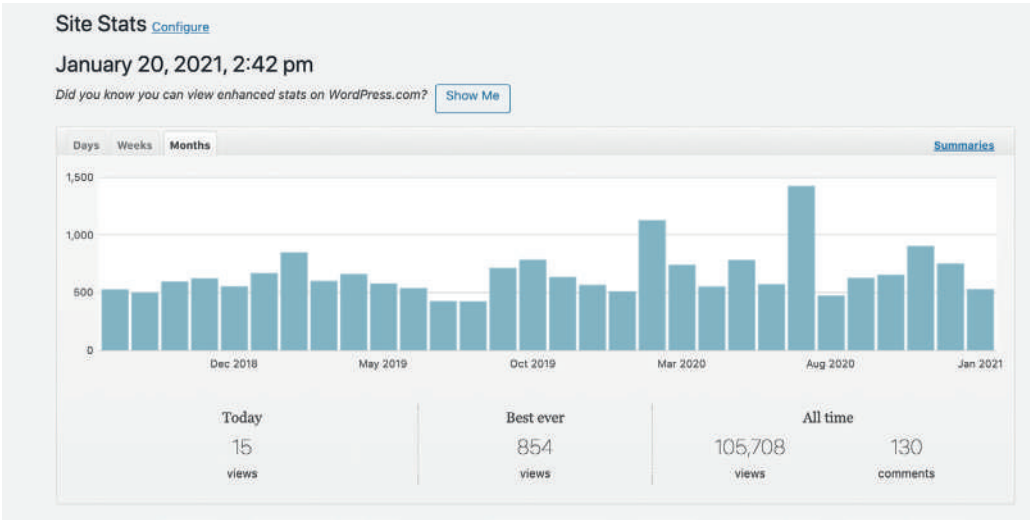 Site Stats Configure
January 20, 2021, 2:42 pm
Did you know you can view enhanced stats on WordPress.com? Show Me
Days Weeks Months Summaries
1,500
1,000
500
0
Dec 2018 May 2019 Oct 2019 Mar 2020 Aug 2020 Jan 2021
Today Best ever All time
15 854 105,708 130
views views views comments